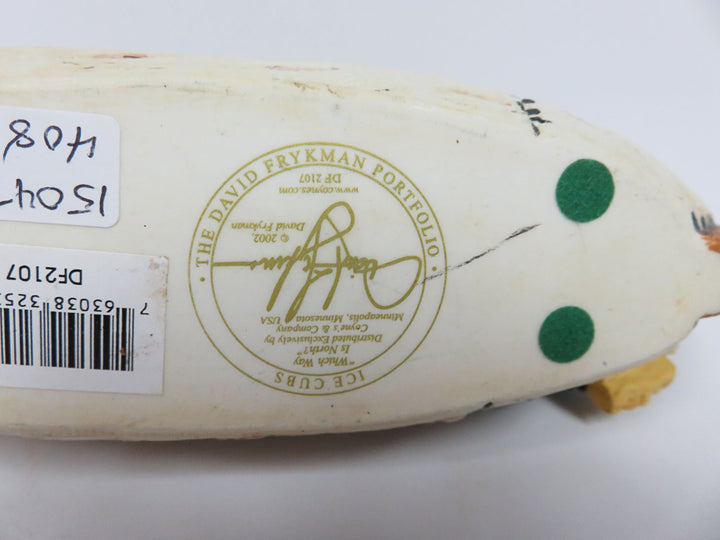 · THE DAVID FRYKMAN PORTFOLIO ·
ICE CUBS
"Which Way
Is North?"
Distributed Exclusively by
Coyne's & Company
Minneapolis, Minnesota USA
© 2002,
David Frykman
DF 2107
www.coynes.com
1504-
408
DF2107
7 63038 325